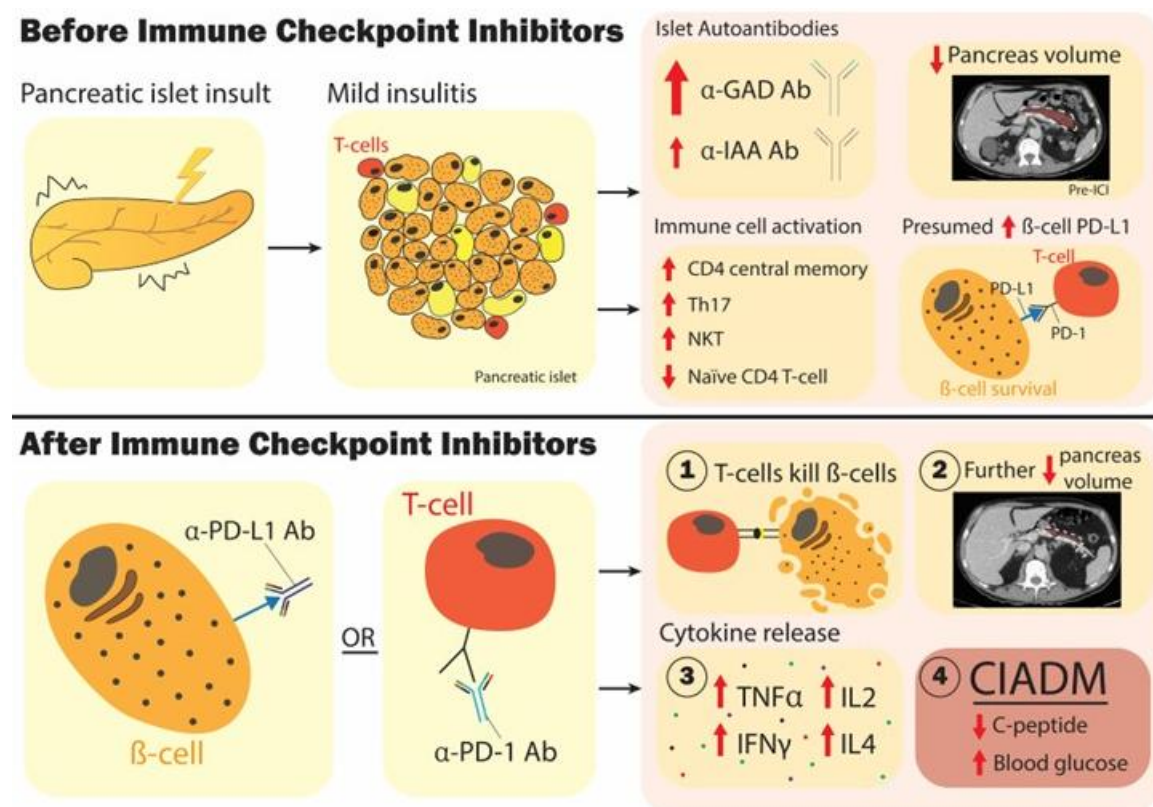 Before Immune Checkpoint Inhibitors
Pancreatic islet insult
Mild insulitis
T-cells
Pancreatic islet
Islet Autoantibodies
α-GAD Ab
α-IAA Ab
Pancreas volume
Pre-ICI
Immune cell activation
CD4 central memory
Th17
NKT
Naïve CD4 T-cell
Presumed ß-cell PD-L1
T-cell
PD-L1
PD-1
ß-cell survival
After Immune Checkpoint Inhibitors
α-PD-L1 Ab
ß-cell
OR
T-cell
α-PD-1 Ab
1 T-cells kill ß-cells
2 Further pancreas
volume
Cytokine release
3 TNFα IL2
IFNγ IL4
4 CIADM
C-peptide
Blood glucose